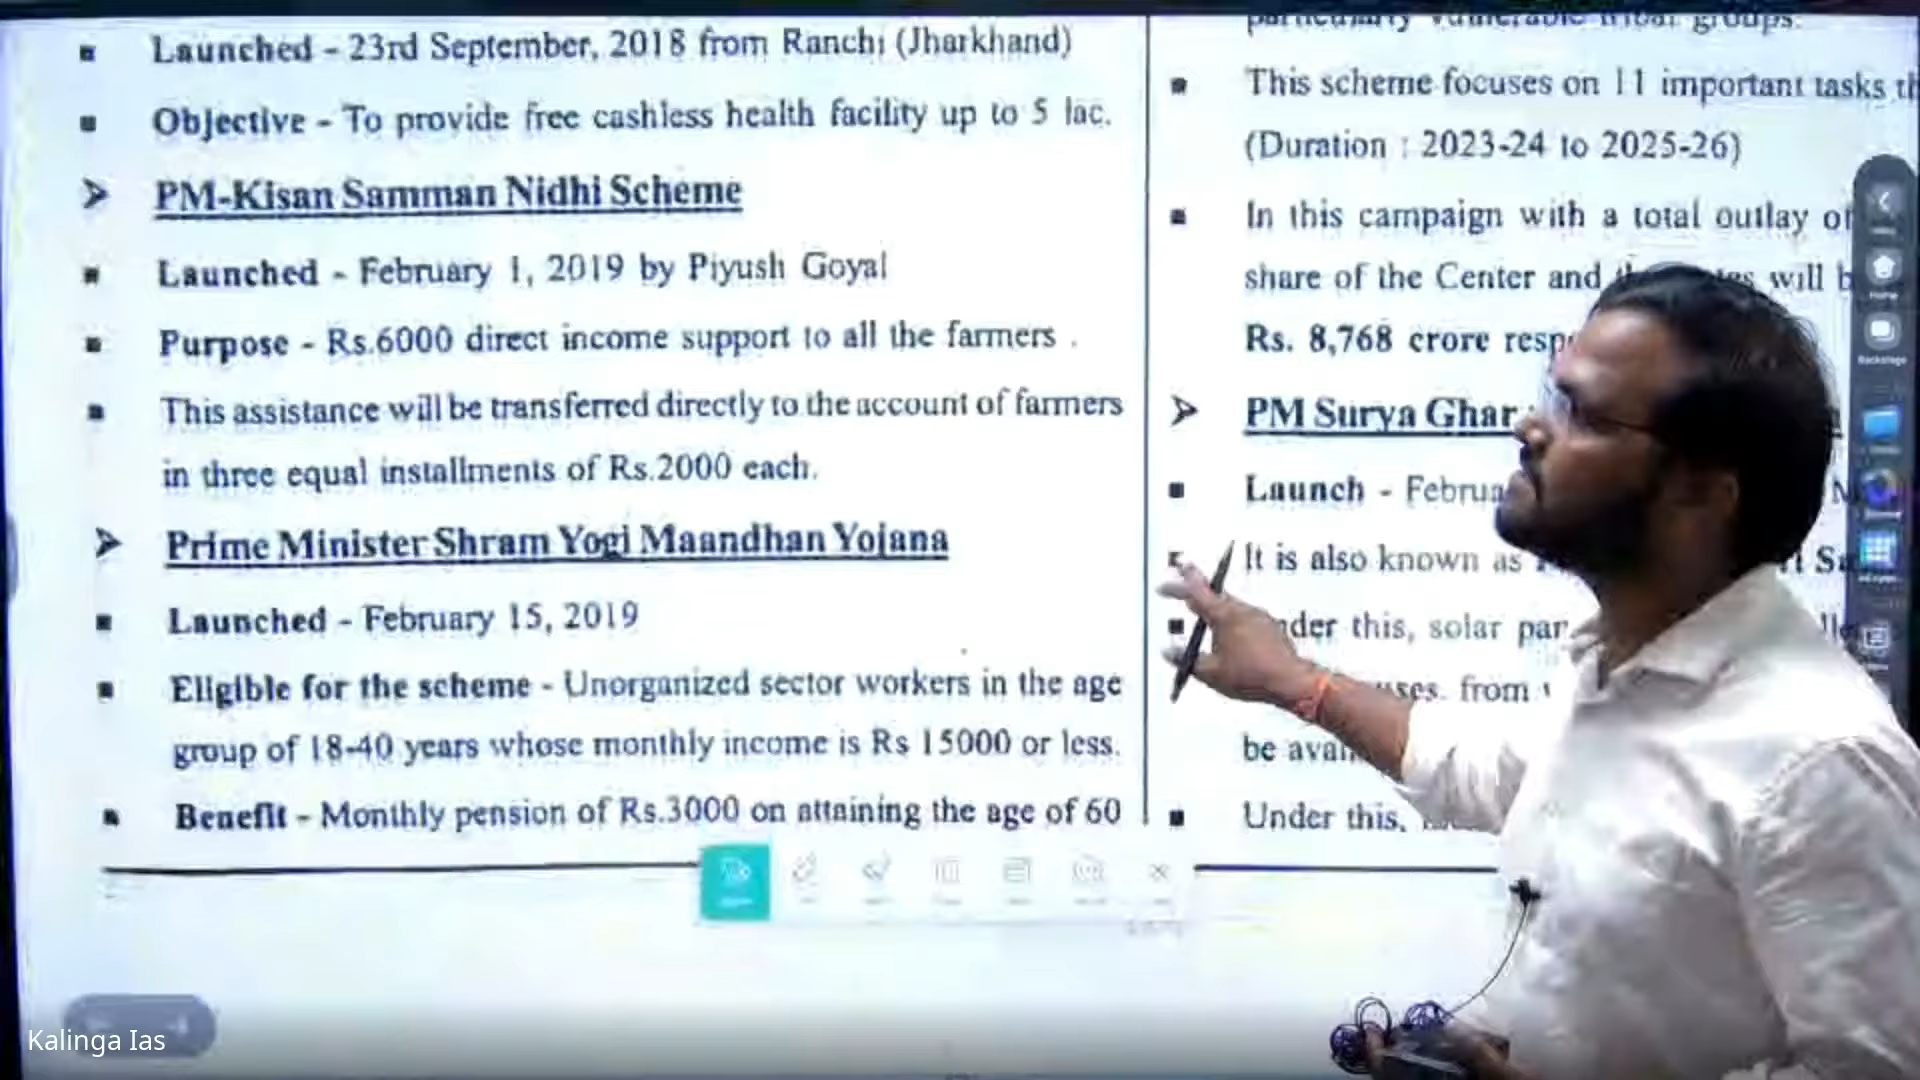 Launched - 23rd September, 2018 from Ranchi (Jharkhand)
Objective - To provide free cashless health facility up to 5 lac.
PM-Kisan Samman Nidhi Scheme
Launched - February 1, 2019 by Piyush Goyal
Purpose - Rs.6000 direct income support to all the farmers .
This assistance will be transferred directly to the account of farmers
in three equal installments of Rs.2000 each.
Prime Minister Shram Yogi Maandhan Yojana
Launched - February 15, 2019
Eligible for the scheme - Unorganized sector workers in the age
group of 18-40 years whose monthly income is Rs 15000 or less.
Benefit - Monthly pension of Rs.3000 on attaining the age of 60
particularly vulnerable tribal groups.
This scheme focuses on 11 important tasks
(Duration : 2023-24 to 2025-26)
In this campaign with a total outlay
share of the Center and will
Rs. 8,768 crore
PM Surya Ghar
Launch -
It is also known as
this, solar
from
be
Under this,
Home
Backstage
Kalinga Ias